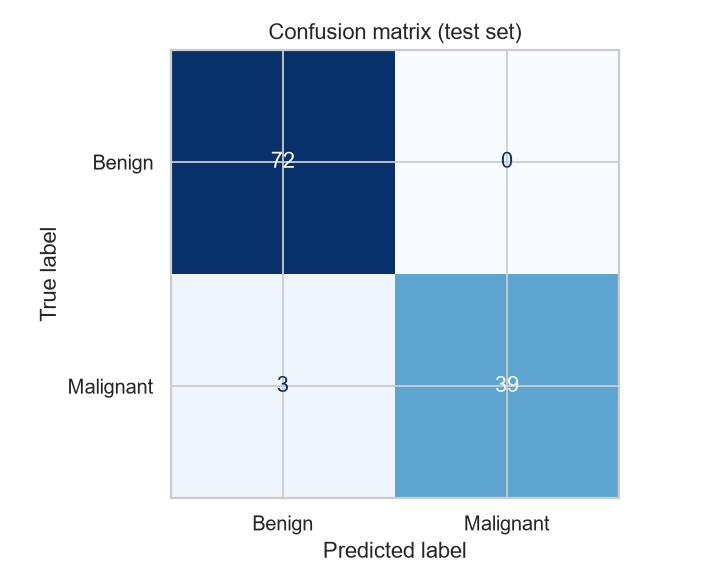 Confusion matrix (test set)
True label
Benign
72
0
Malignant
3
39
Benign
Malignant
Predicted label